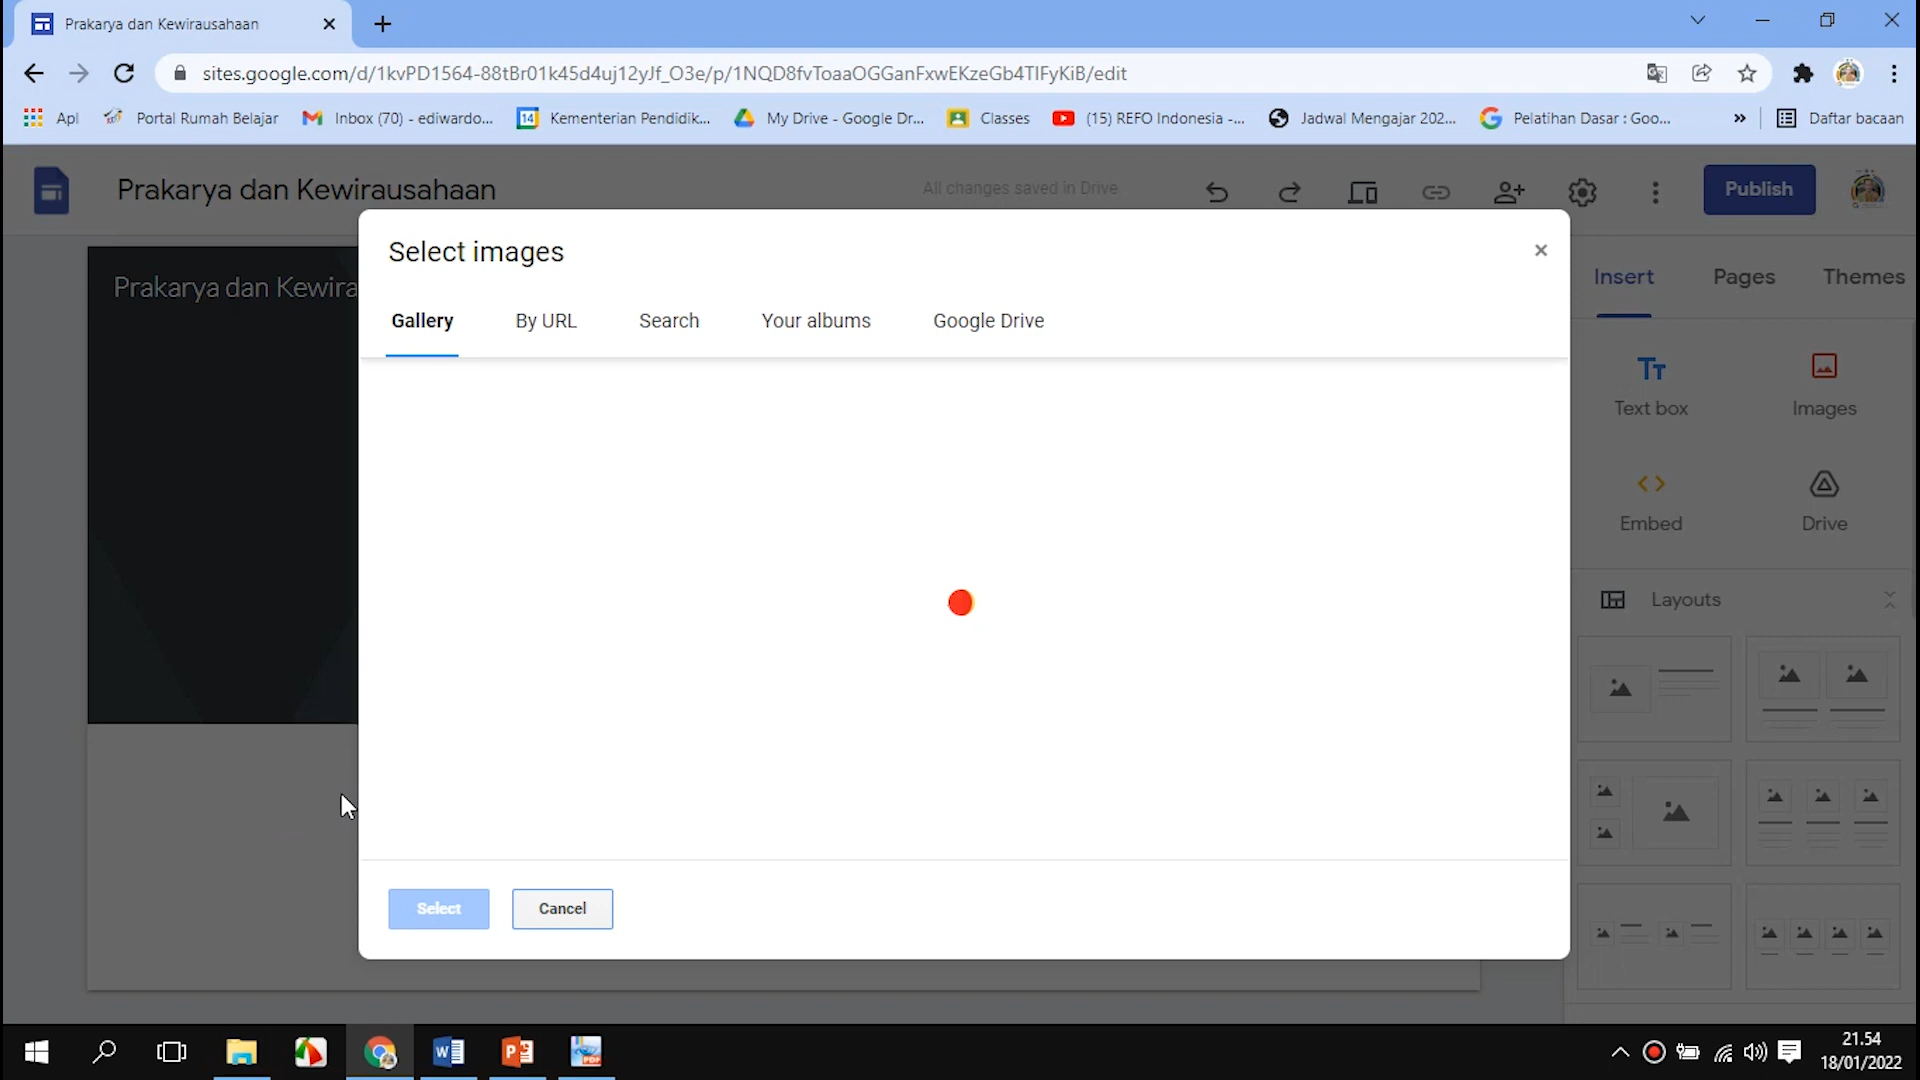 Prakarya dan Kewirausahaan
sites.google.com/d/1kvPD1564-88tBr01k45d4uj12yJf_O3e/p/1NQD8fvToaaOGGanFxwEKzeGb4TIFyKiB/edit
Apl
Portal Rumah Belajar
Inbox (70) - ediwardo...
14
Kementerian Pendidik...
My Drive - Google Dr...
Classes
(15) REFO Indonesia -...
Jadwal Mengajar 202...
Pelatihan Dasar : Goo...
»
Daftar bacaan
Prakarya dan Kewirausahaan
All changes saved in Drive
Publish
Prakarya dan Kewira
Select images
Gallery
By URL
Search
Your albums
Google Drive
Select
Cancel
Insert
Pages
Themes
Text box
Images
Embed
Drive
Layouts
21.54
18/01/2022